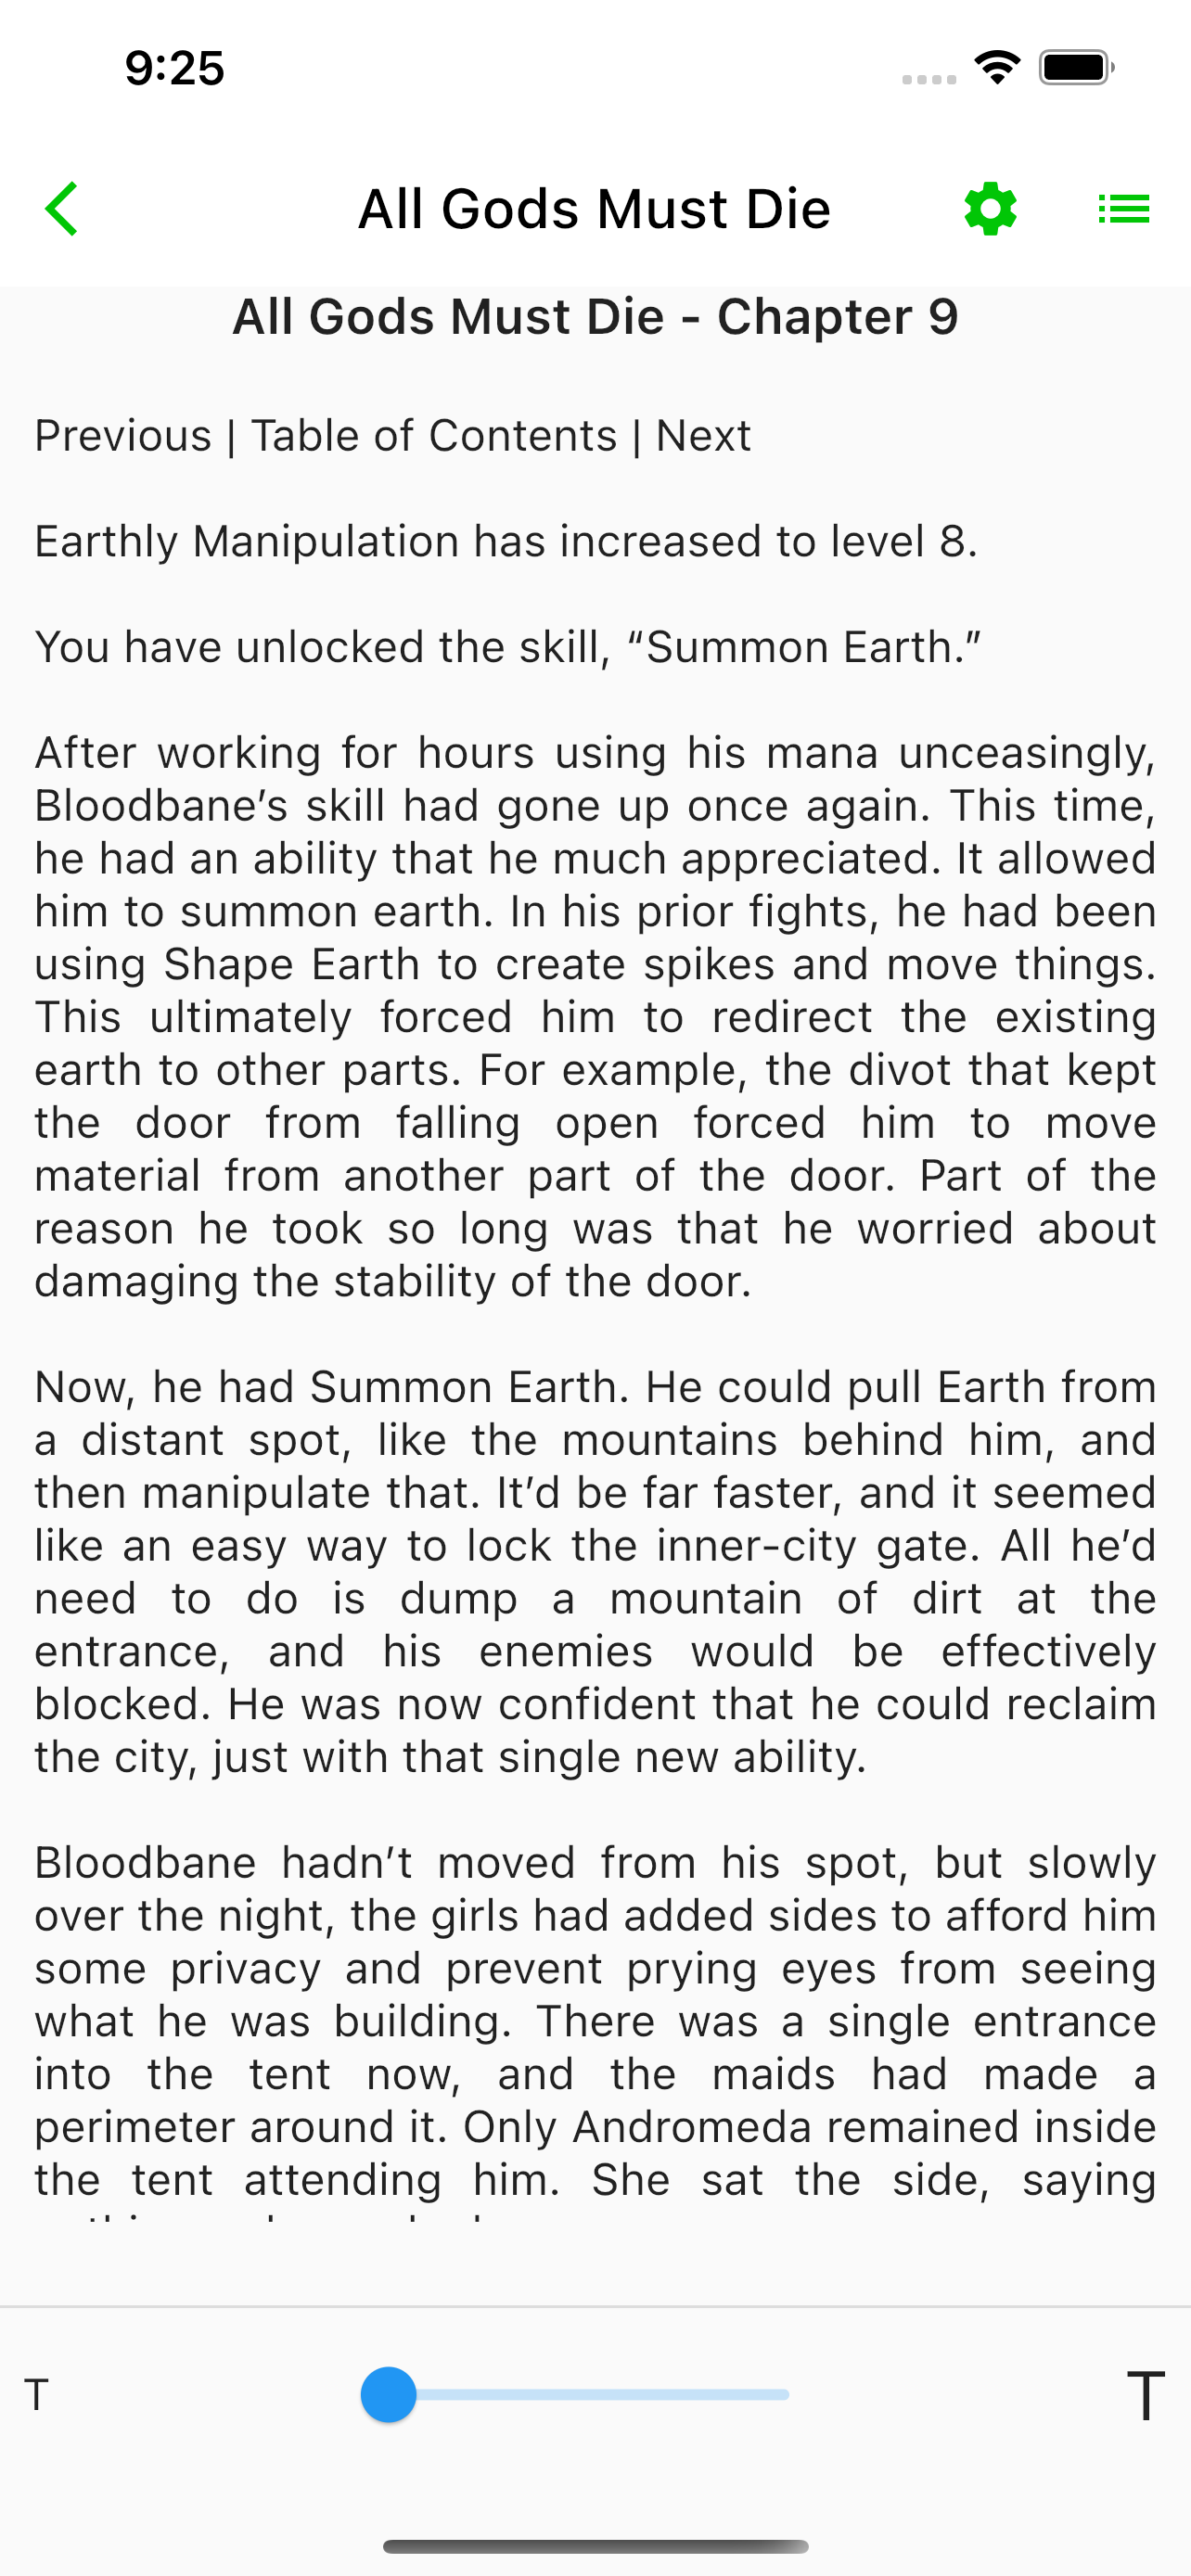 9:25
All Gods Must Die
All Gods Must Die - Chapter 9
Previous | Table of Contents | Next
Earthly Manipulation has increased to level 8.
You have unlocked the skill, “Summon Earth.”
After working for hours using his mana unceasingly,
Bloodbane’s skill had gone up once again. This time,
he had an ability that he much appreciated. It allowed
him to summon earth. In his prior fights, he had been
using Shape Earth to create spikes and move things.
This ultimately forced him to redirect the existing
earth to other parts. For example, the divot that kept
the door from falling open forced him to move
material from another part of the door. Part of the
reason he took so long was that he worried about
damaging the stability of the door.
Now, he had Summon Earth. He could pull Earth from
a distant spot, like the mountains behind him, and
then manipulate that. It’d be far faster, and it seemed
like an easy way to lock the inner-city gate. All he’d
need to do is dump a mountain of dirt at the
entrance, and his enemies would be effectively
blocked. He was now confident that he could reclaim
the city, just with that single new ability.
Bloodbane hadn’t moved from his spot, but slowly
over the night, the girls had added sides to afford him
some privacy and prevent prying eyes from seeing
what he was building. There was a single entrance
into the tent now, and the maids had made a
perimeter around it. Only Andromeda remained inside
the tent attending him. She sat the side, saying
T T